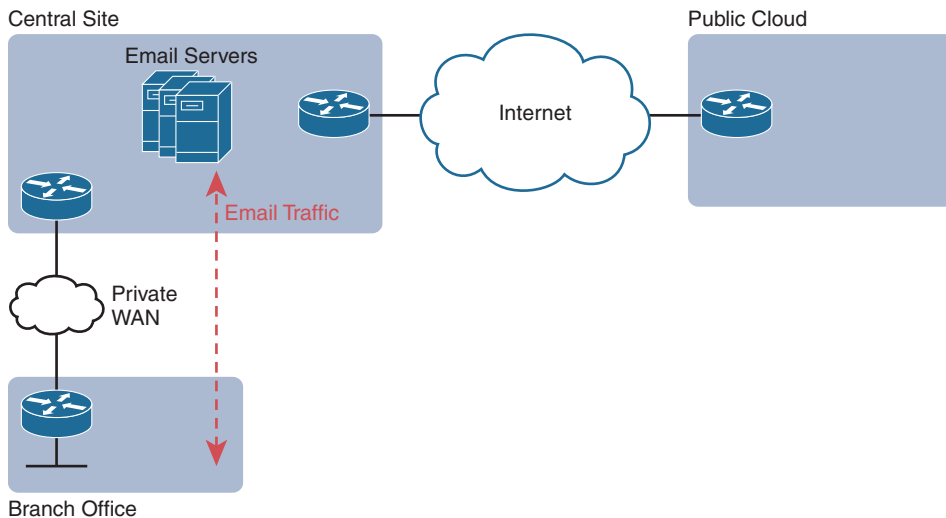 Central Site
Public Cloud
Email Servers
Internet
Email Traffic
Private
WAN
Branch Office